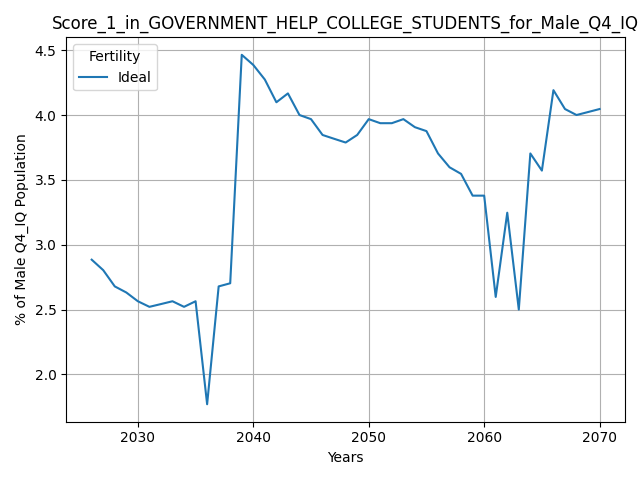 Score_1_in_GOVERNMENT_HELP_COLLEGE_STUDENTS_for_Male_Q4_IQ
Fertility
Ideal
4.5
4.0
3.5
3.0
2.5
2.0
% of Male Q4_IQ Population
2030
2040
2050
2060
2070
Years